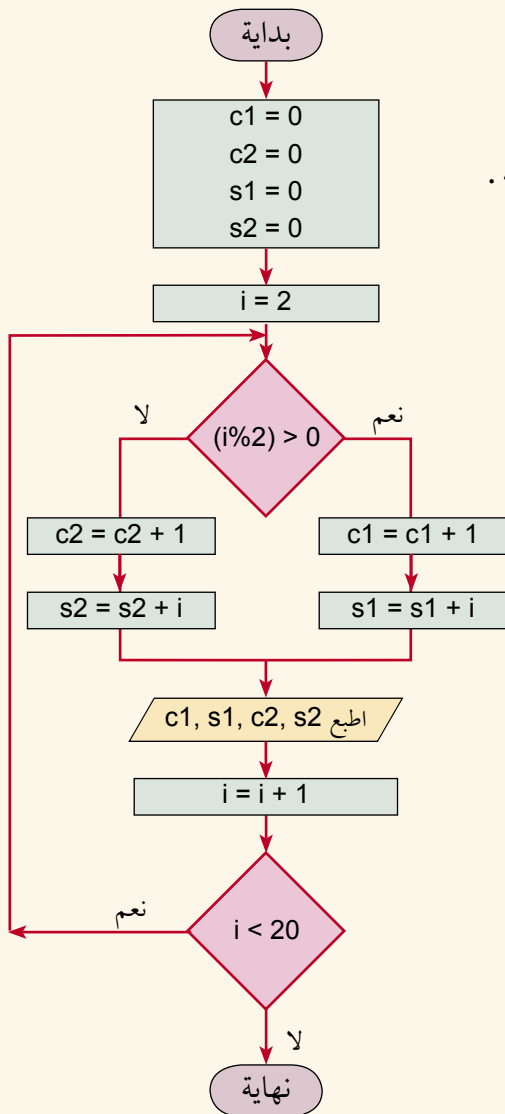 بداية
c1 = 0
c2 = 0
s1 = 0
s2 = 0
i = 2
(i%2) > 0
نعم
لا
c1 = c1 + 1
c2 = c2 + 1
s1 = s1 + i
s2 = s2 + i
اطبع c1, s1, c2, s2
i = i + 1
i < 20
نعم
لا
نهاية